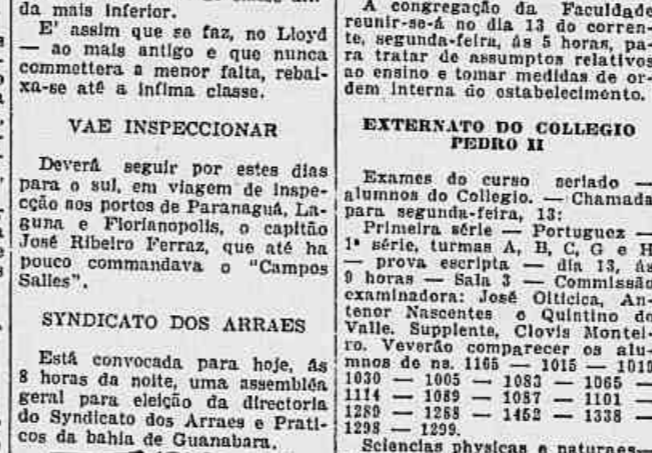 da mais inferior.
E' assim que se faz, no Lloyd
— ao mais antigo e que nunca
commettera a menor falta, rebai-
xa-se até a infima classe.
VAE INSPECCIONAR
Deverá seguir por estes dias
para o sul, em viagem de inspe-
cção aos portos de Paranaguá, La-
guna e Florianopolis, o capitão
José Ribeiro Ferraz, que até ha
pouco commandava o "Campos
Salles".
SYNDICATO DOS ARRAES
Está convocada para hoje, ás
8 horas da noite, uma assembléa
geral para eleição da directoria
do Syndicato dos Arraes e Prati-
cos da bahia de Guanabara.
A congregação da Faculdade
reunir-se-á no dia 13 do corren-
te, segunda-feira, ás 5 horas, pa-
ra tratar de assumptos relativos
ao ensino e tomar medidas de or-
dem interna do estabelecimento.
EXTERNATO DO COLLEGIO
PEDRO II
Exames do curso seriado —
alumnos do Collegio. — Chamada
para segunda-feira, 13:
Primeira série — Portuguez —
1ª série, turmas A, B, C, G e H
— prova escripta — dia 13, ás
9 horas — Sala 3 — Commissão
examinadora: José Oiticica, An-
tenor Nascentes e Quintino do
Valle. Supplente, Clovis Montei-
ro. Veverão comparecer os alu-
mnos de ns. 1165 — 1015 — 1019
1030 — 1005 — 1083 — 1065 —
1114 — 1089 — 1087 — 1101 —
1289 — 1268 — 1452 — 1338 —
1298 — 1299.
Sciencias physicas e naturaes—